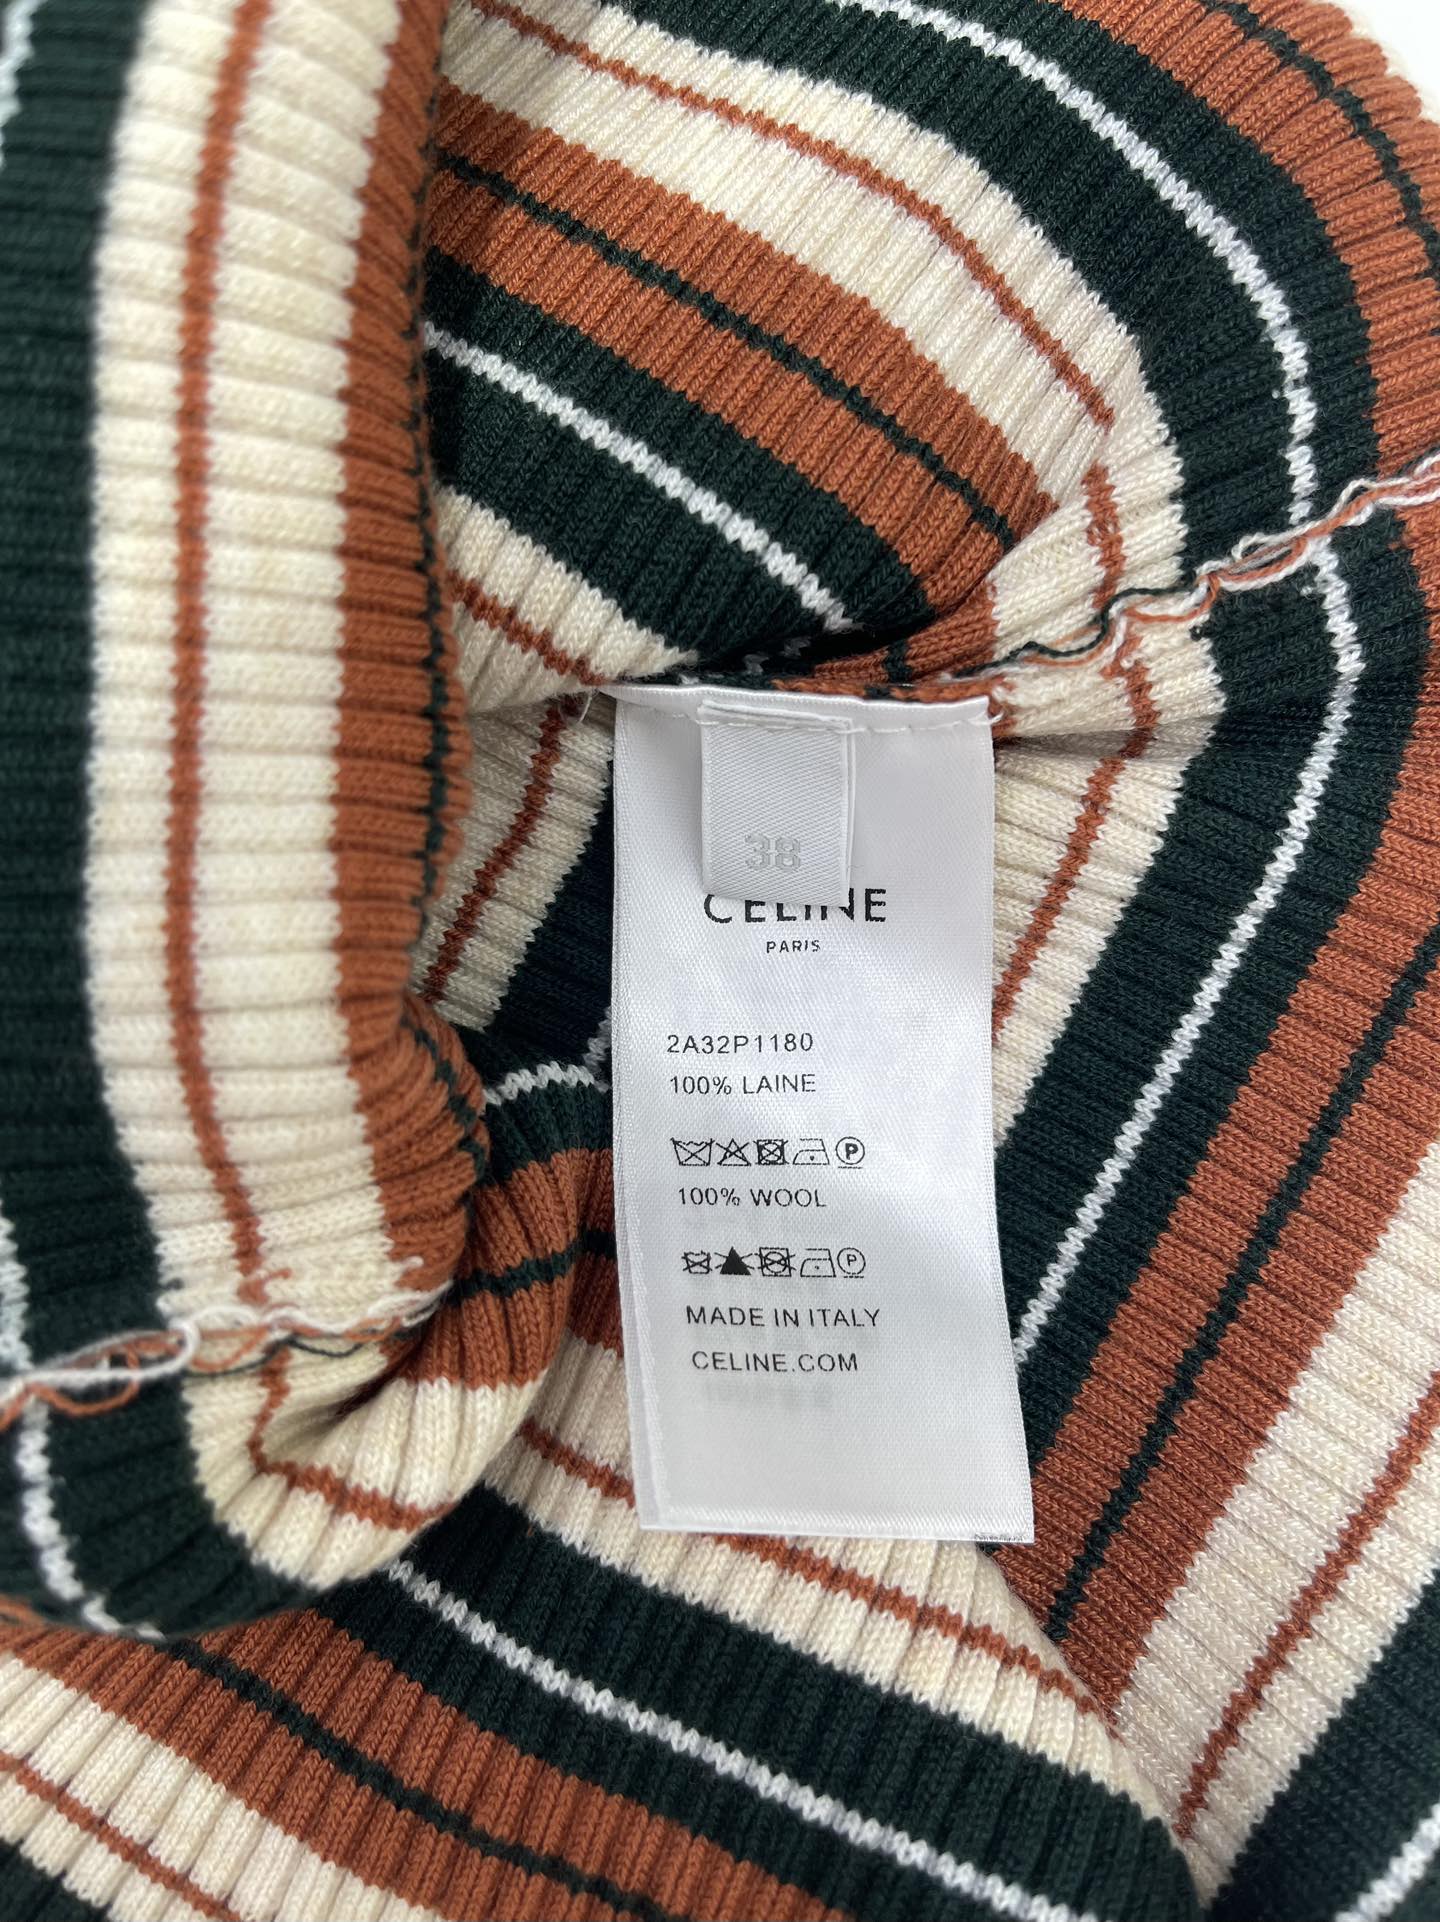 38
CELINE
PARIS
2A32P1180
100% LAINE
P
100% WOOL
P
MADE IN ITALY
CELINE.COM